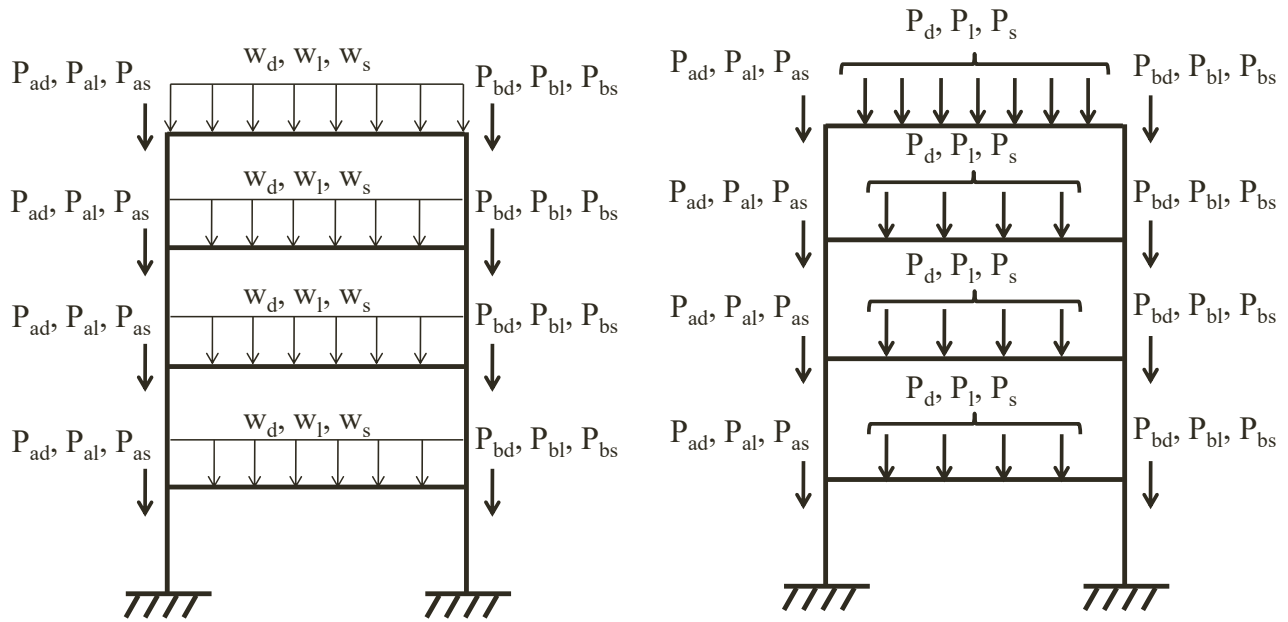 w_d, w_l, w_s
P_ad, P_al, P_as
P_bd, P_bl, P_bs
w_d, w_l, w_s
P_ad, P_al, P_as
P_bd, P_bl, P_bs
w_d, w_l, w_s
P_ad, P_al, P_as
P_bd, P_bl, P_bs
w_d, w_l, w_s
P_ad, P_al, P_as
P_bd, P_bl, P_bs
P_d, P_l, P_s
P_ad, P_al, P_as
P_bd, P_bl, P_bs
P_d, P_l, P_s
P_ad, P_al, P_as
P_bd, P_bl, P_bs
P_d, P_l, P_s
P_ad, P_al, P_as
P_bd, P_bl, P_bs
P_d, P_l, P_s
P_ad, P_al, P_as
P_bd, P_bl, P_bs